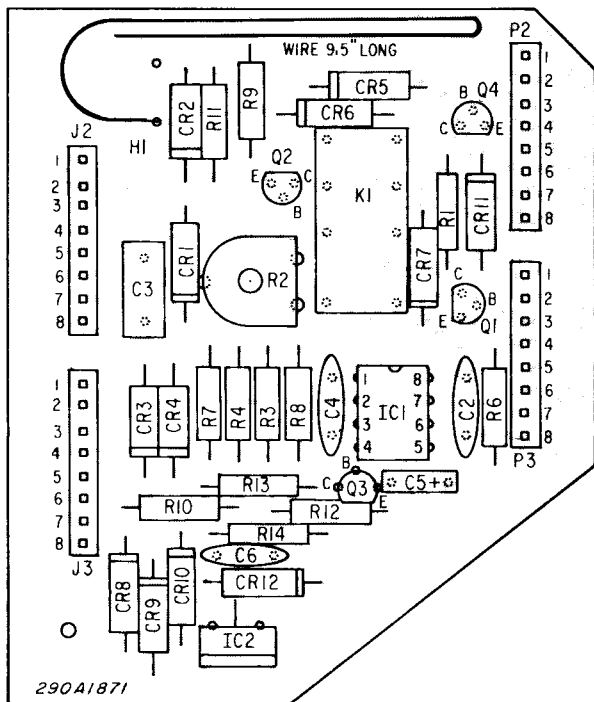 WIRE 9.5" LONG
P2
1
2
3
4
5
6
7
8
J2
1
2
3
4
5
6
7
8
H1
CR2
R11
R9
CR5
CR6
B Q4
C E
Q2
E C
B
K1
R1
CR11
CR7
CR1
C3
R2
C
B
E
Q1
1
2
3
4
5
6
7
8
P3
1
2
3
4
5
6
7
8
J3
CR3
CR4
R7
R4
R3
R8
C4
1 8
2 7
3 6
4 5
IC1
C2
R6
R13
B
C Q3 E
C5+
R10
R12
R14
C6
CR8
CR9
CR10
CR12
IC2
290A1871